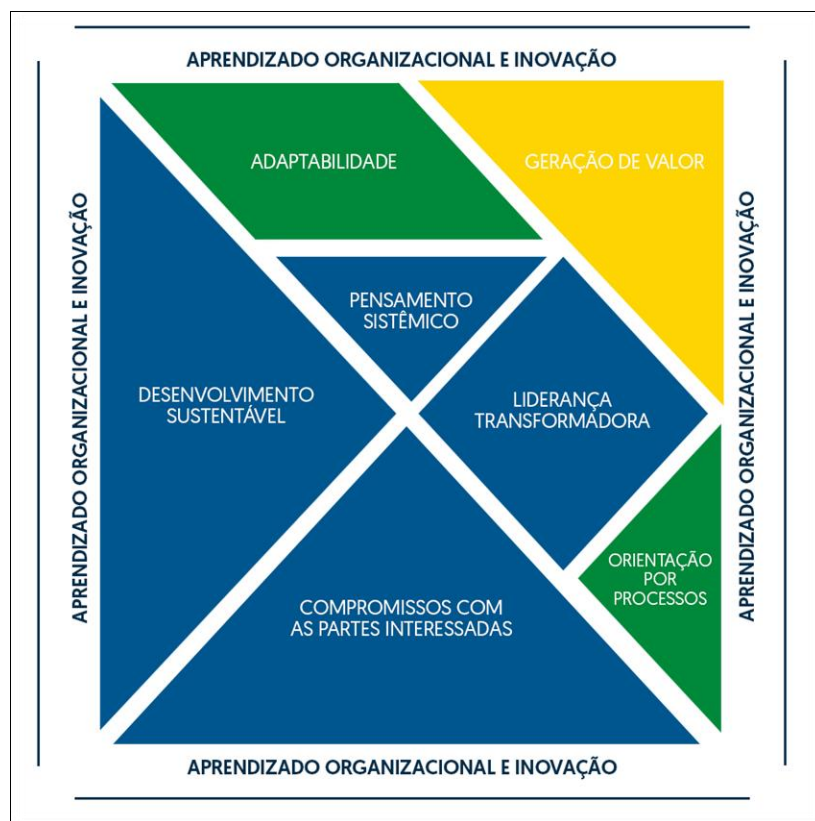 APRENDIZADO ORGANIZACIONAL E INOVAÇÃO
ADAPTABILIDADE
GERAÇÃO DE VALOR
APRENDIZADO ORGANIZACIONAL E INOVAÇÃO
APRENDIZADO ORGANIZACIONAL E INOVAÇÃO
PENSAMENTO
SISTÊMICO
DESENVOLVIMENTO
SUSTENTÁVEL
LIDERANÇA
TRANSFORMADORA
ORIENTAÇÃO
POR
PROCESSOS
COMPROMISSOS COM
AS PARTES INTERESSADAS
APRENDIZADO ORGANIZACIONAL E INOVAÇÃO